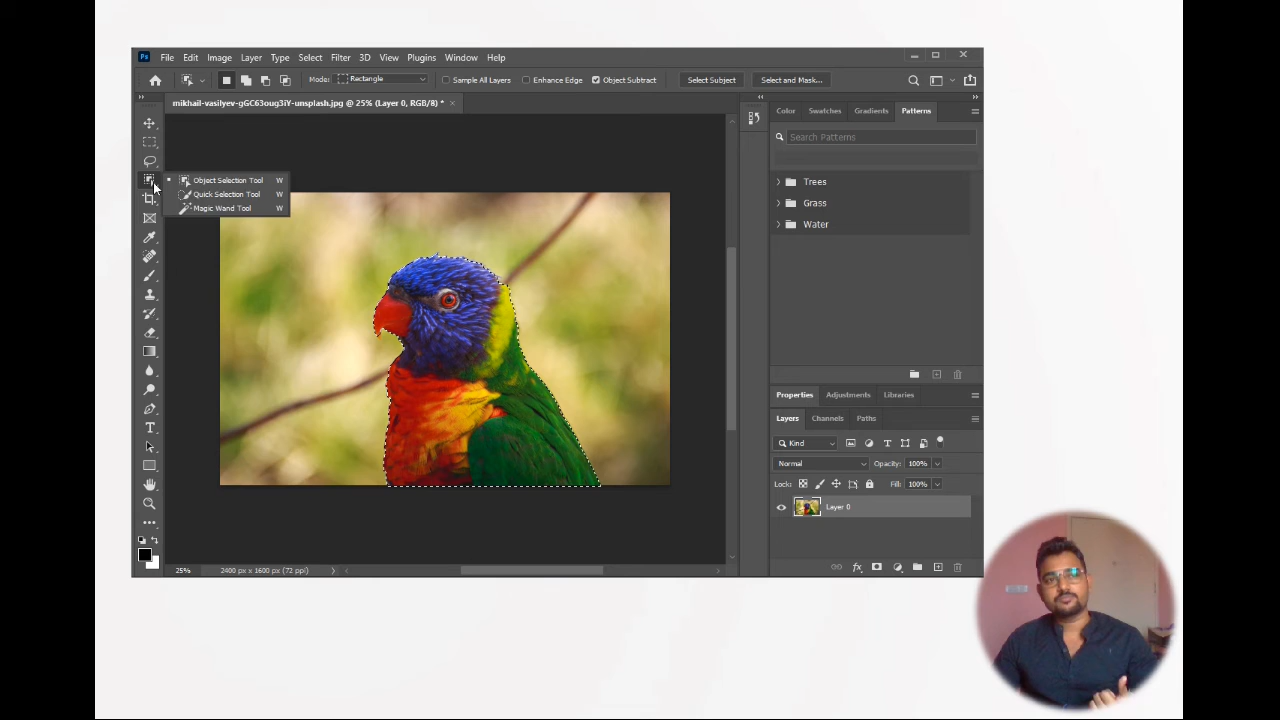 Ps File Edit Image Layer Type Select Filter 3D View Plugins Window Help
Mode: Rectangle Sample All Layers Enhance Edge Object Subtract Select Subject Select and Mask...
mikhail-vasilyev-gGC63oug3iY-unsplash.jpg @ 25% (Layer 0, RGB/8) *
Color Swatches Gradients Patterns
Search Patterns
Object Selection Tool W
Quick Selection Tool W
Magic Wand Tool W
Trees
Grass
Water
Properties Adjustments Libraries
Layers Channels Paths
Kind
Normal Opacity: 100%
Lock: Fill: 100%
Layer 0
25% 2400 px x 1600 px (72 ppi)